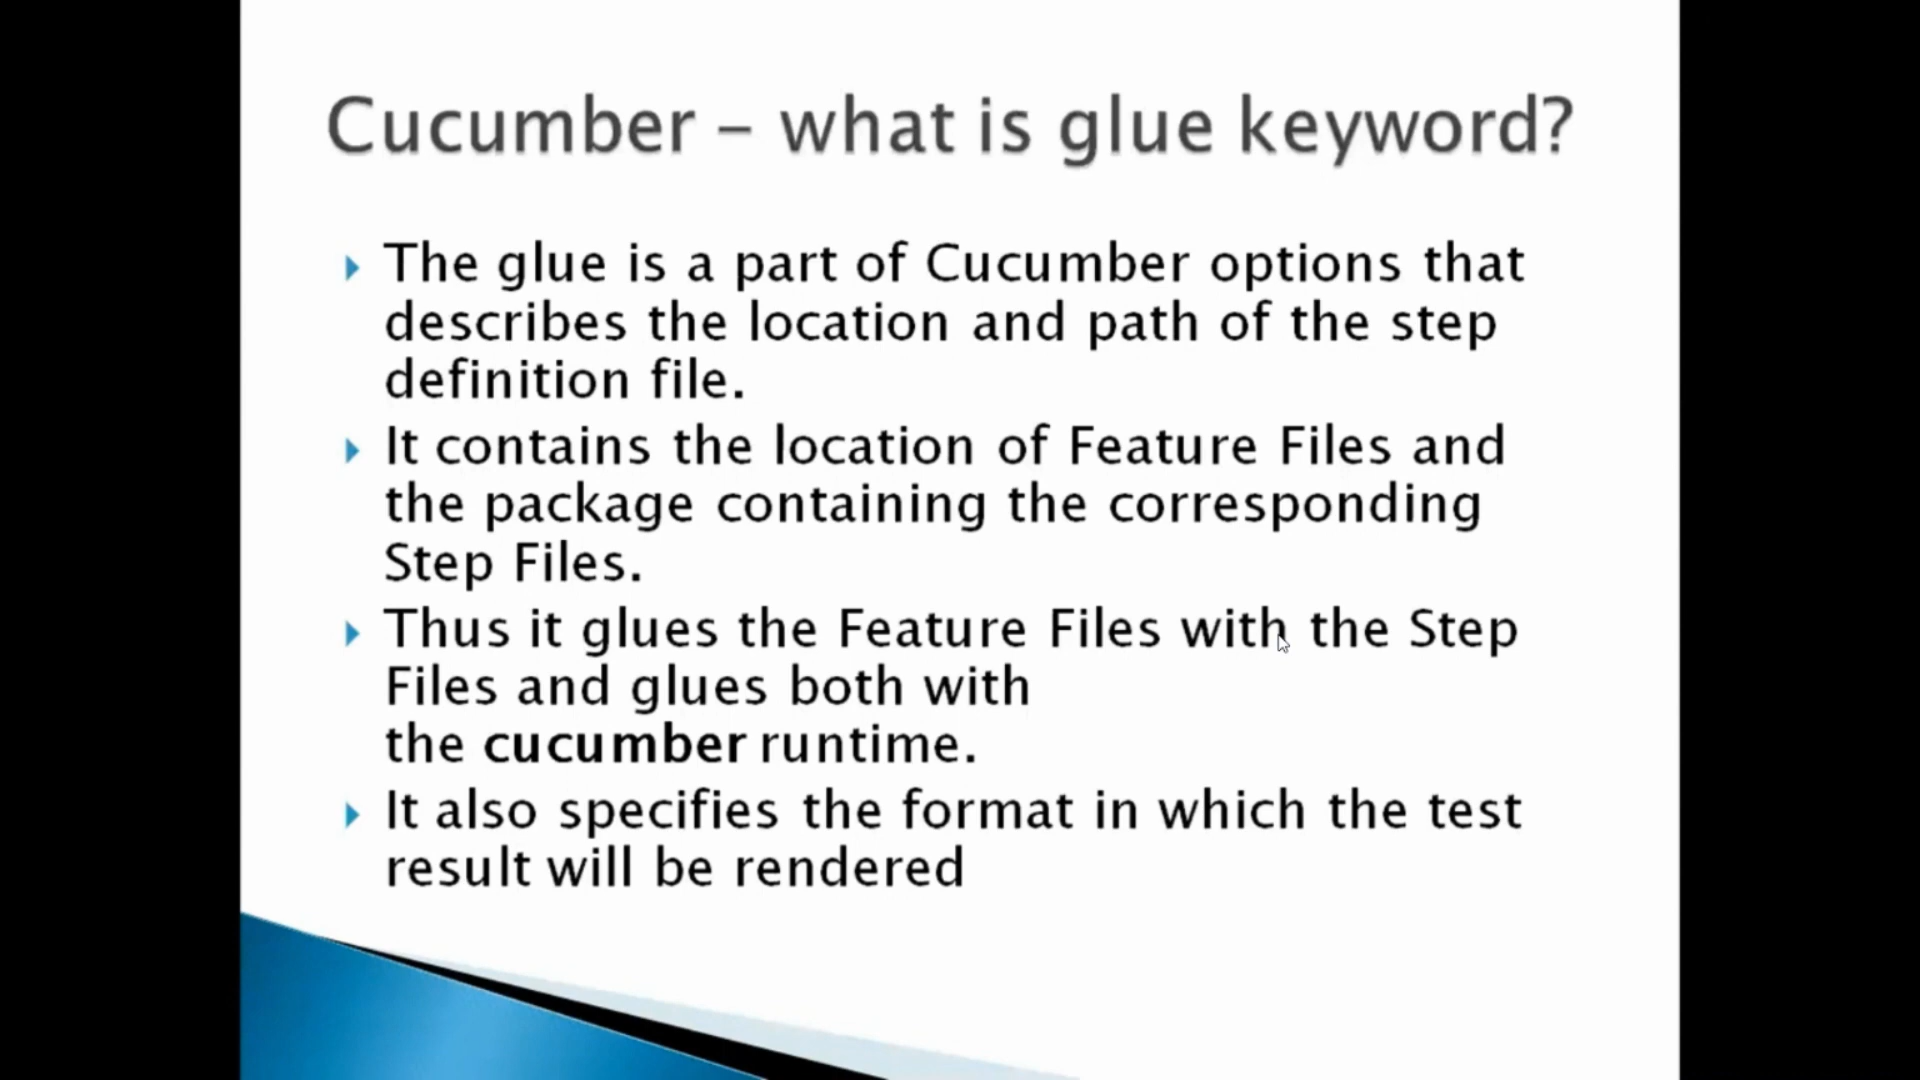 Cucumber – what is glue keyword?
The glue is a part of Cucumber options that
describes the location and path of the step
definition file.
It contains the location of Feature Files and
the package containing the corresponding
Step Files.
Thus it glues the Feature Files with the Step
Files and glues both with
the cucumber runtime.
It also specifies the format in which the test
result will be rendered